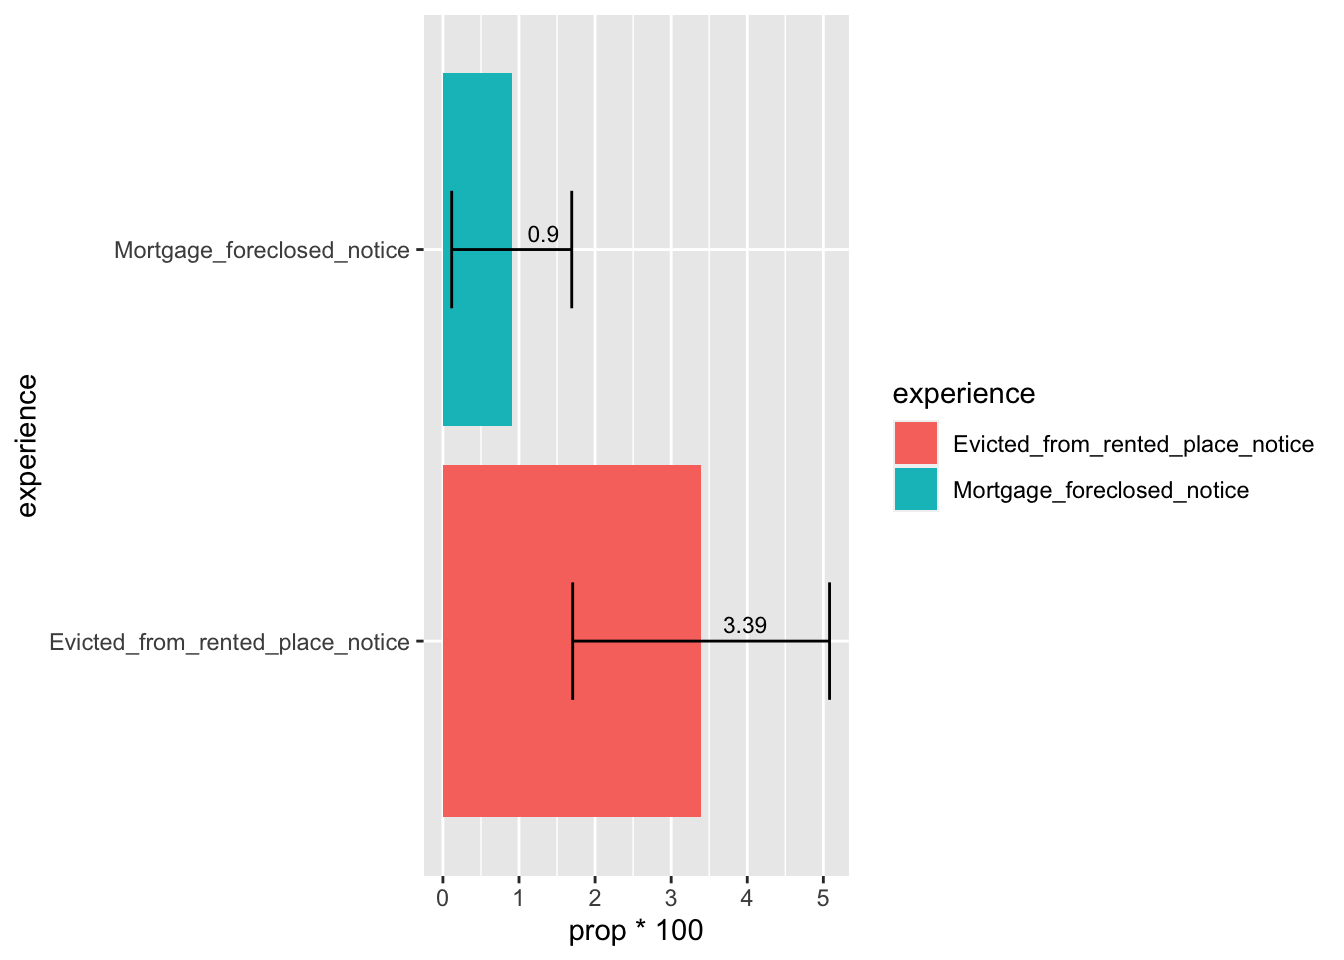 experience
Mortgage_foreclosed_notice
Evicted_from_rented_place_notice
0.9
3.39
0 1 2 3 4 5
prop * 100
experience
Evicted_from_rented_place_notice
Mortgage_foreclosed_notice